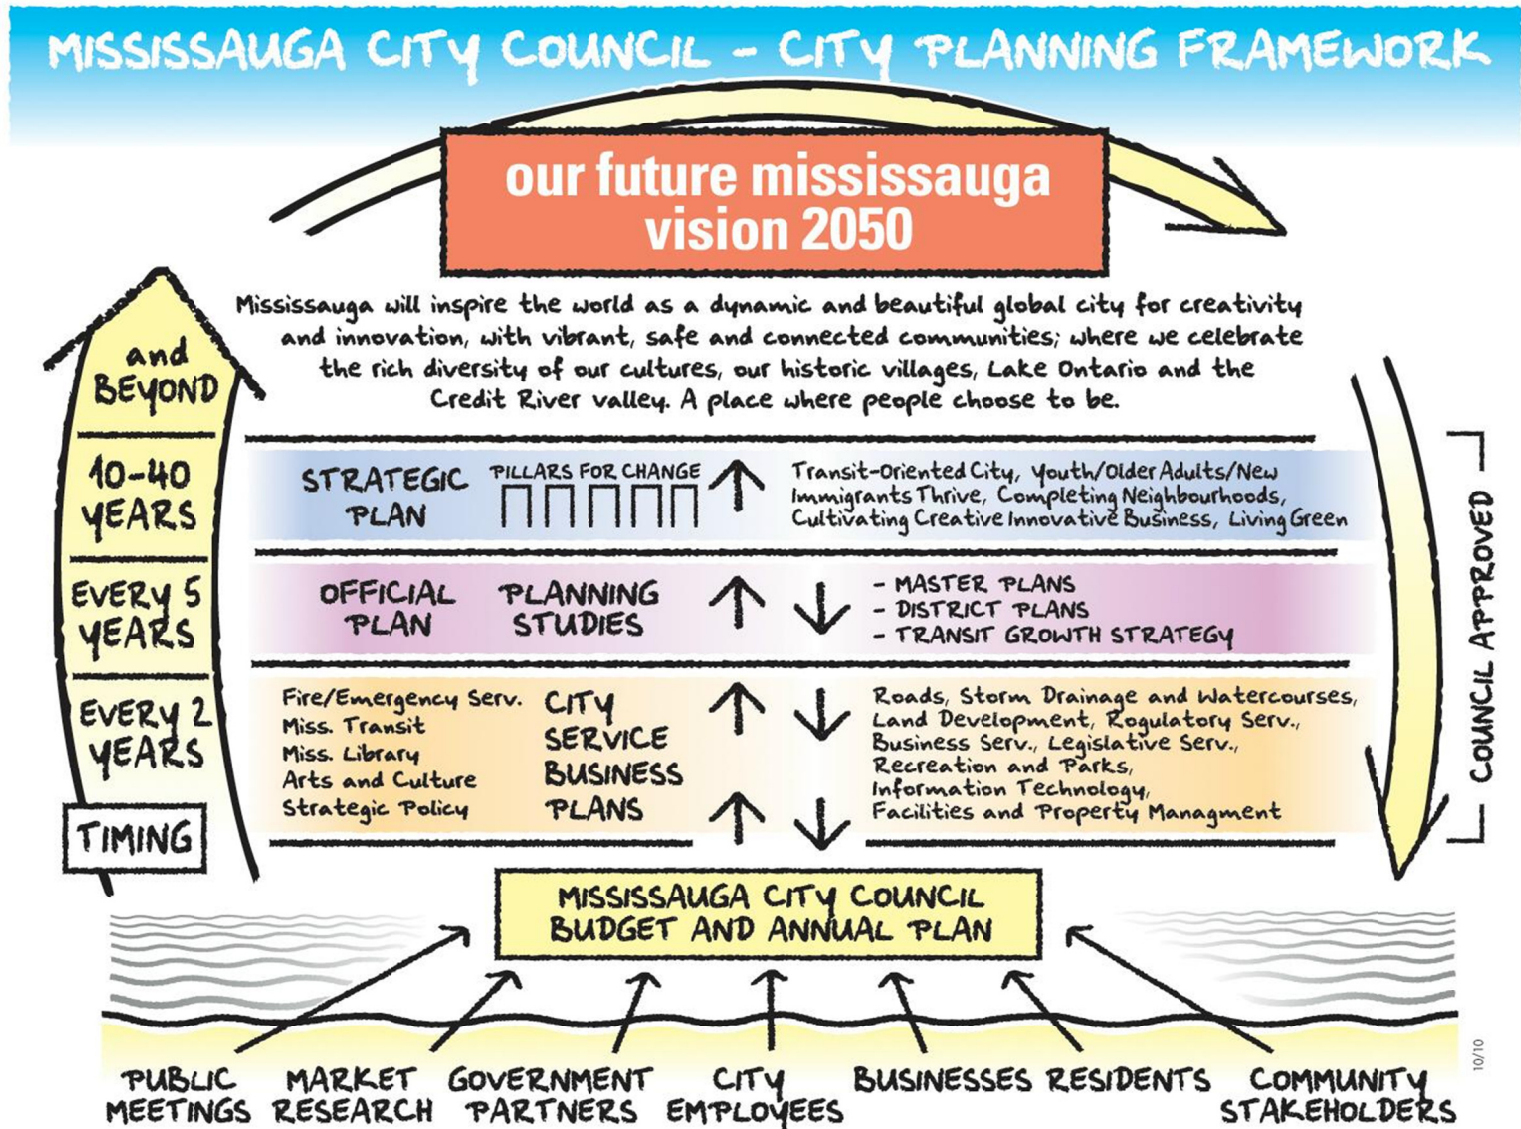 MISSISSAUGA CITY COUNCIL - CITY PLANNING FRAMEWORK
our future mississauga
vision 2050
Mississauga will inspire the world as a dynamic and beautiful global city for creativity
and innovation, with vibrant, safe and connected communities; where we celebrate
the rich diversity of our cultures, our historic villages, Lake Ontario and the
Credit River valley. A place where people choose to be.
and
BEYOND
10-40
YEARS
STRATEGIC
PLAN
PILLARS FOR CHANGE
Transit-Oriented City, Youth/Older Adults/New
Immigrants Thrive, Completing Neighbourhoods,
Cultivating Creative Innovative Business, Living Green
EVERY 5
YEARS
OFFICIAL
PLAN
PLANNING
STUDIES
- MASTER PLANS
- DISTRICT PLANS
- TRANSIT GROWTH STRATEGY
EVERY 2
YEARS
Fire/Emergency Serv.
Miss. Transit
Miss. Library
Arts and Culture
Strategic Policy
CITY
SERVICE
BUSINESS
PLANS
Roads, Storm Drainage and Watercourses,
Land Development, Rogulatory Serv.,
Business Serv., Legislative Serv.,
Recreation and Parks,
Information Technology,
Facilities and Property Managment
TIMING
COUNCIL APPROVED
MISSISSAUGA CITY COUNCIL
BUDGET AND ANNUAL PLAN
PUBLIC
MEETINGS
MARKET
RESEARCH
GOVERNMENT
PARTNERS
CITY
EMPLOYEES
BUSINESSES
RESIDENTS
COMMUNITY
STAKEHOLDERS
10/10